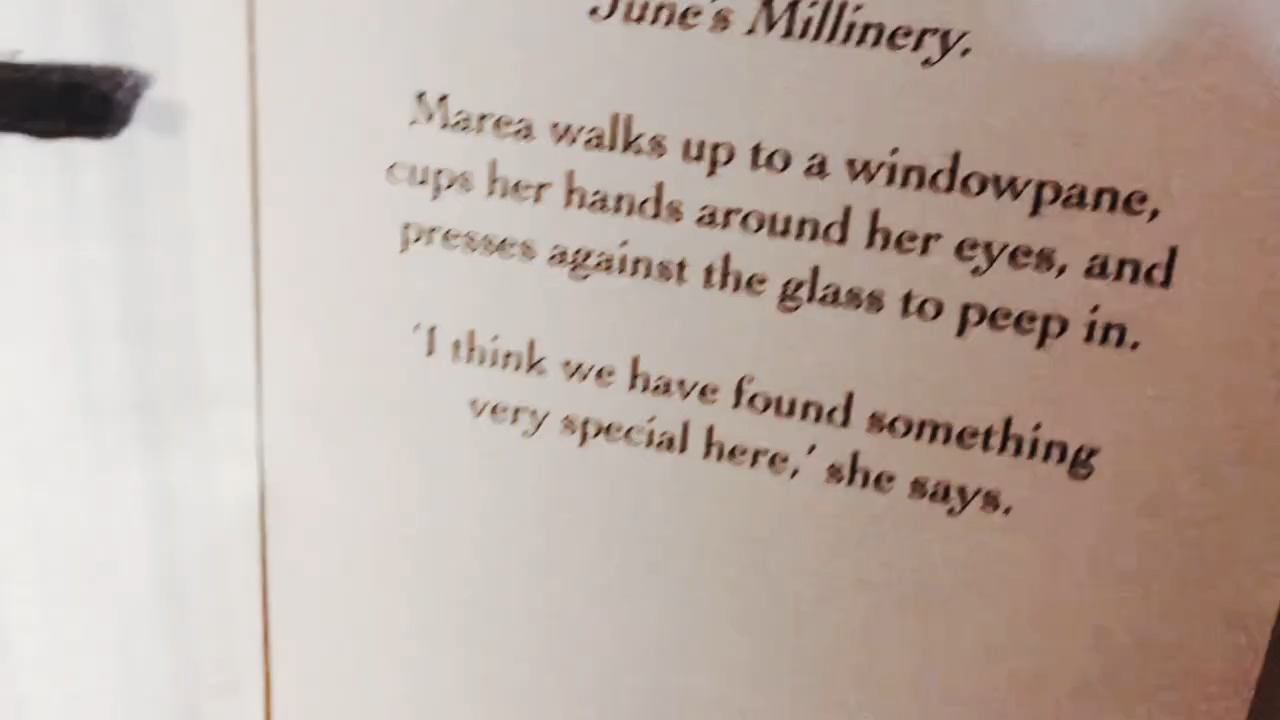 June's Millinery.
Marea walks up to a windowpane,
cups her hands around her eyes, and
presses against the glass to peep in.
'I think we have found something
very special here,' she says.